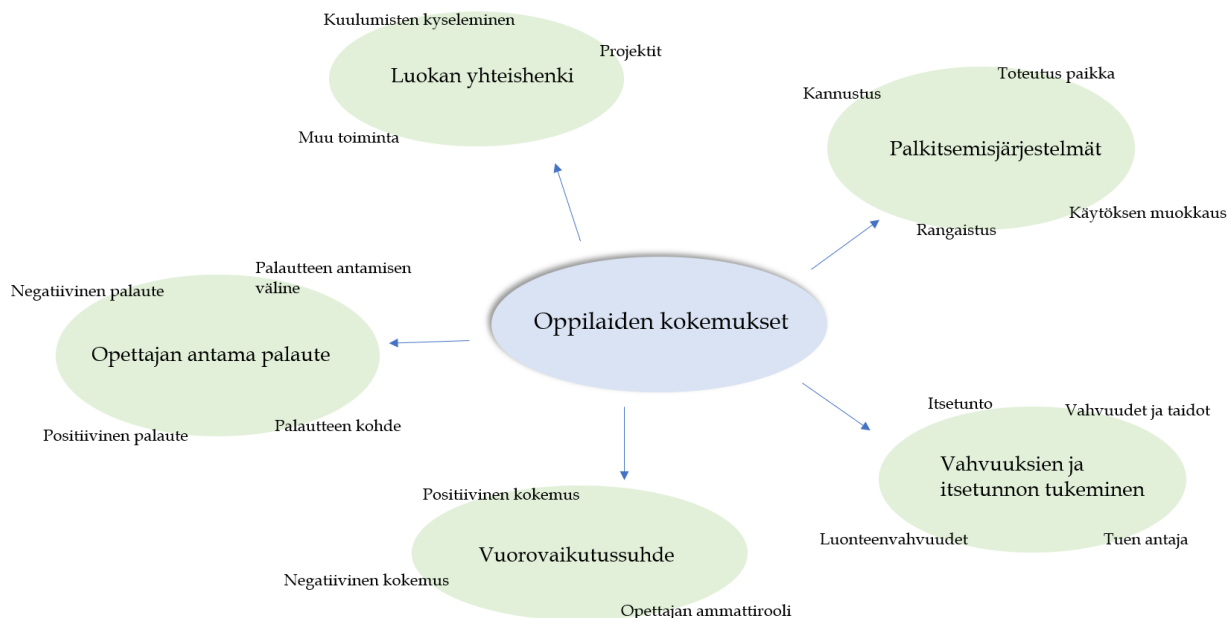 Kuulumisten kyseleminen
Projektit
Luokan yhteishenki
Muu toiminta
Toteutus paikka
Kannustus
Palkitsemisjärjestelmät
Käytöksen muokkaus
Rangaistus
Oppilaiden kokemukset
Palautteen antamisen
väline
Negatiivinen palaute
Opettajan antama palaute
Positiivinen palaute
Palautteen kohde
Itsetunto
Vahvuudet ja taidot
Vahvuuksien ja
itsetunnon tukeminen
Luonteenvahvuudet
Tuen antaja
Positiivinen kokemus
Vuorovaikutussuhde
Negatiivinen kokemus
Opettajan ammattirooli